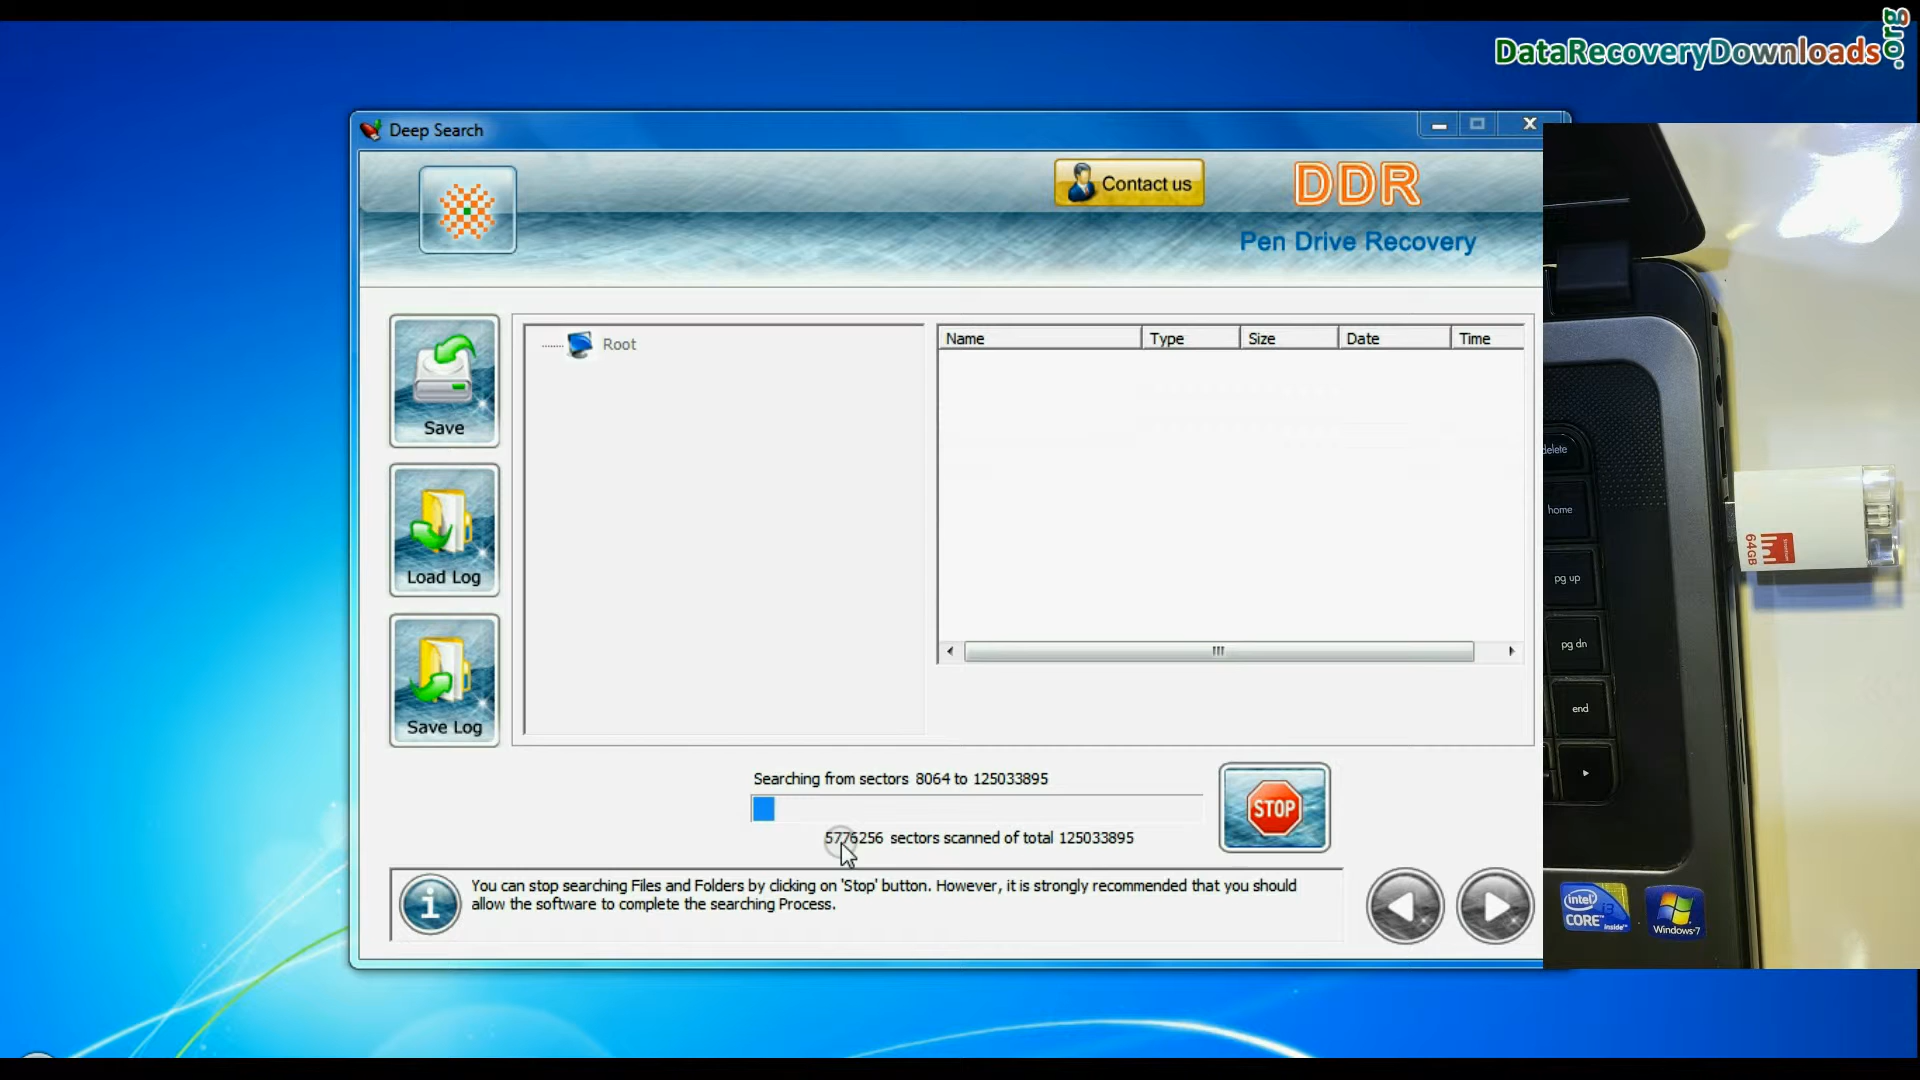 DataRecoveryDownloads.org
Deep Search
Contact us
DDR
Pen Drive Recovery
Save
Load Log
Save Log
Root
Name Type Size Date Time
Searching from sectors 8064 to 125033895
5776256 sectors scanned of total 125033895
STOP
You can stop searching Files and Folders by clicking on 'Stop' button. However, it is strongly recommended that you should
allow the software to complete the searching Process.
delete
home
pg up
pg dn
end
64GB
intel
CORE i3
inside
Windows 7